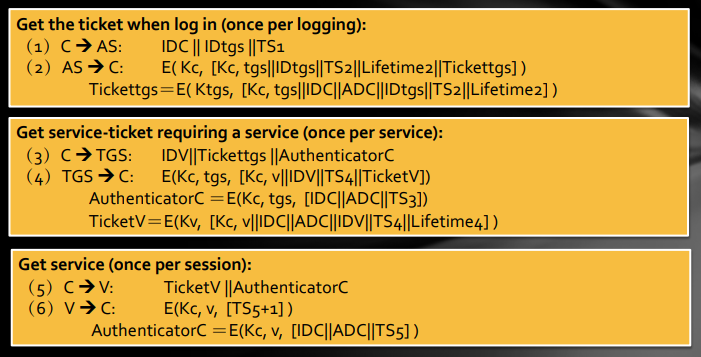 Get the ticket when log in (once per logging):
(1) C ➔ AS: IDC || IDtgs ||TS1
(2) AS ➔ C: E( Kc, [Kc, tgs||IDtgs||TS2||Lifetime2||Tickettgs] )
Tickettgs=E( Ktgs, [Kc, tgs||IDC||ADC||IDtgs||TS2||Lifetime2] )
Get service-ticket requiring a service (once per service):
(3) C ➔ TGS: IDV||Tickettgs ||AuthenticatorC
(4) TGS ➔ C: E(Kc, tgs, [Kc, v||IDV||TS4||TicketV])
AuthenticatorC =E(Kc, tgs, [IDC||ADC||TS3])
TicketV=E(Kv, [Kc, v||IDC||ADC||IDV||TS4||Lifetime4] )
Get service (once per session):
(5) C ➔ V: TicketV ||AuthenticatorC
(6) V ➔ C: E(Kc, v, [TS5+1] )
AuthenticatorC =E(Kc, v, [IDC||ADC||TS5] )